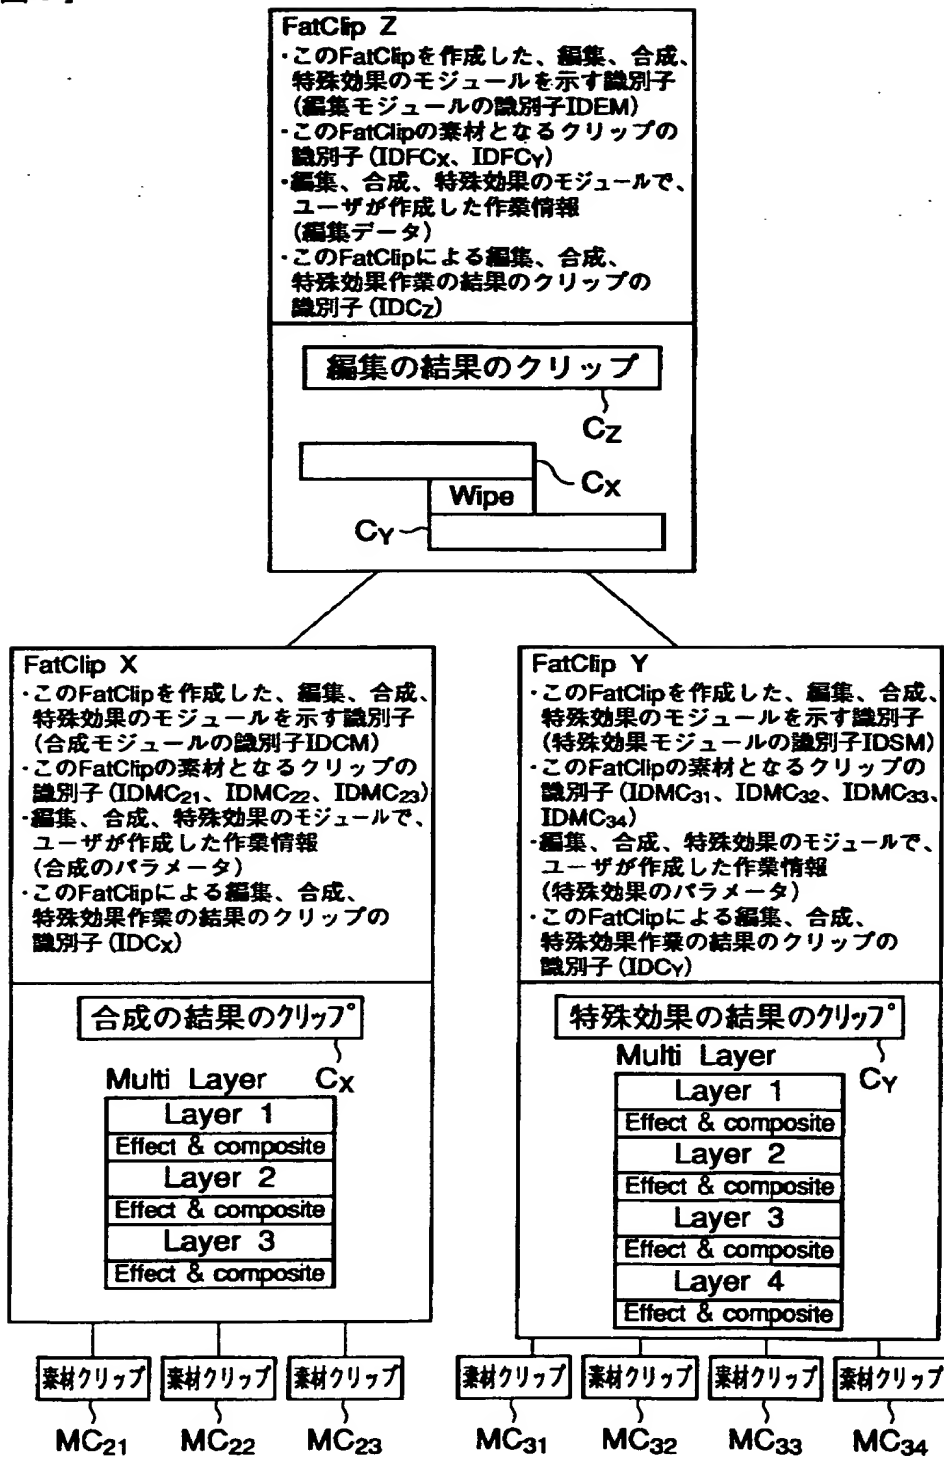 FatClip Z
・このFatClipを作成した、編集、合成、
特殊効果のモジュールを示す識別子
(編集モジュールの識別子IDEM)
・このFatClipの素材となるクリップの
識別子(IDFCX、IDFCY)
・編集、合成、特殊効果のモジュールで、
ユーザが作成した作業情報
(編集データ)
・このFatClipによる編集、合成、
特殊効果作業の結果のクリップの
識別子(IDCZ)
編集の結果のクリップ
CZ
CX
Wipe
CY
FatClip X
・このFatClipを作成した、編集、合成、
特殊効果のモジュールを示す識別子
(合成モジュールの識別子IDCM)
・このFatClipの素材となるクリップの
識別子(IDMC21、IDMC22、IDMC23)
・編集、合成、特殊効果のモジュールで、
ユーザが作成した作業情報
(合成のパラメータ)
・このFatClipによる編集、合成、
特殊効果作業の結果のクリップの
識別子(IDCX)
合成の結果のクリップ
CX
Multi Layer
Layer 1
Effect & composite
Layer 2
Effect & composite
Layer 3
Effect & composite
素材クリップ 素材クリップ 素材クリップ
MC21 MC22 MC23
FatClip Y
・このFatClipを作成した、編集、合成、
特殊効果のモジュールを示す識別子
(特殊効果モジュールの識別子IDSM)
・このFatClipの素材となるクリップの
識別子(IDMC31、IDMC32、IDMC33、
IDMC34)
・編集、合成、特殊効果のモジュールで、
ユーザが作成した作業情報
(特殊効果のパラメータ)
・このFatClipによる編集、合成、
特殊効果作業の結果のクリップの
識別子(IDCY)
特殊効果の結果のクリップ
CY
Multi Layer
Layer 1
Effect & composite
Layer 2
Effect & composite
Layer 3
Effect & composite
Layer 4
Effect & composite
素材クリップ 素材クリップ 素材クリップ 素材クリップ
MC31 MC32 MC33 MC34